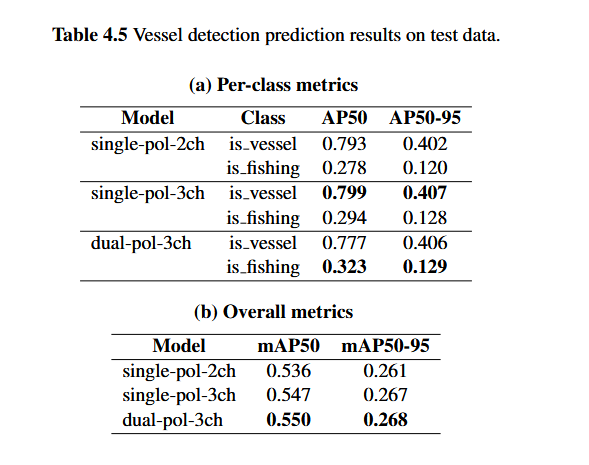 Table 4.5 Vessel detection prediction results on test data.
(a) Per-class metrics
Model Class AP50 AP50-95
single-pol-2ch is_vessel 0.793 0.402
is_fishing 0.278 0.120
single-pol-3ch is_vessel 0.799 0.407
is_fishing 0.294 0.128
dual-pol-3ch is_vessel 0.777 0.406
is_fishing 0.323 0.129
(b) Overall metrics
Model mAP50 mAP50-95
single-pol-2ch 0.536 0.261
single-pol-3ch 0.547 0.267
dual-pol-3ch 0.550 0.268